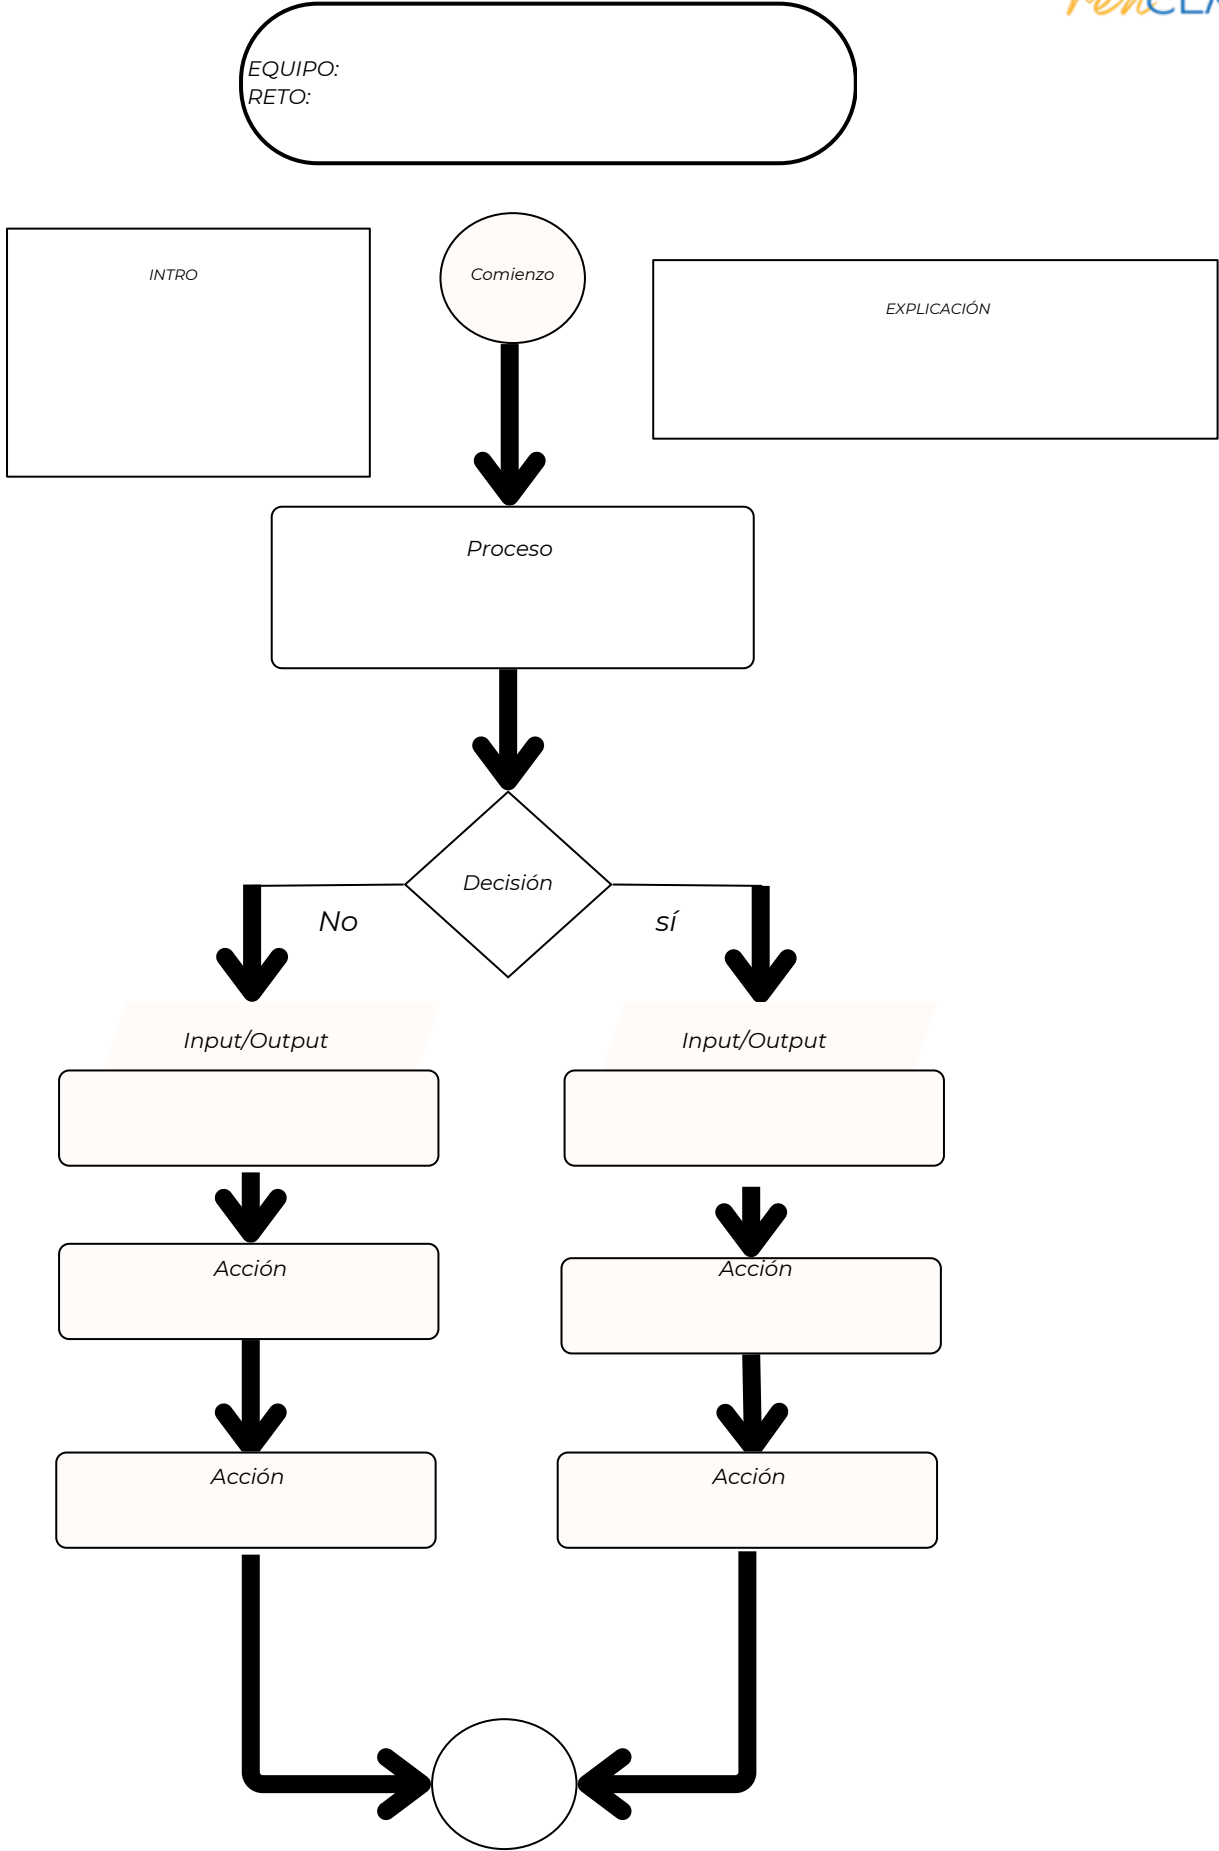 EQUIPO:
RETO:
INTRO
Comienzo
EXPLICACIÓN
Proceso
Decisión
No
sí
Input/Output
Input/Output
Acción
Acción
Acción
Acción